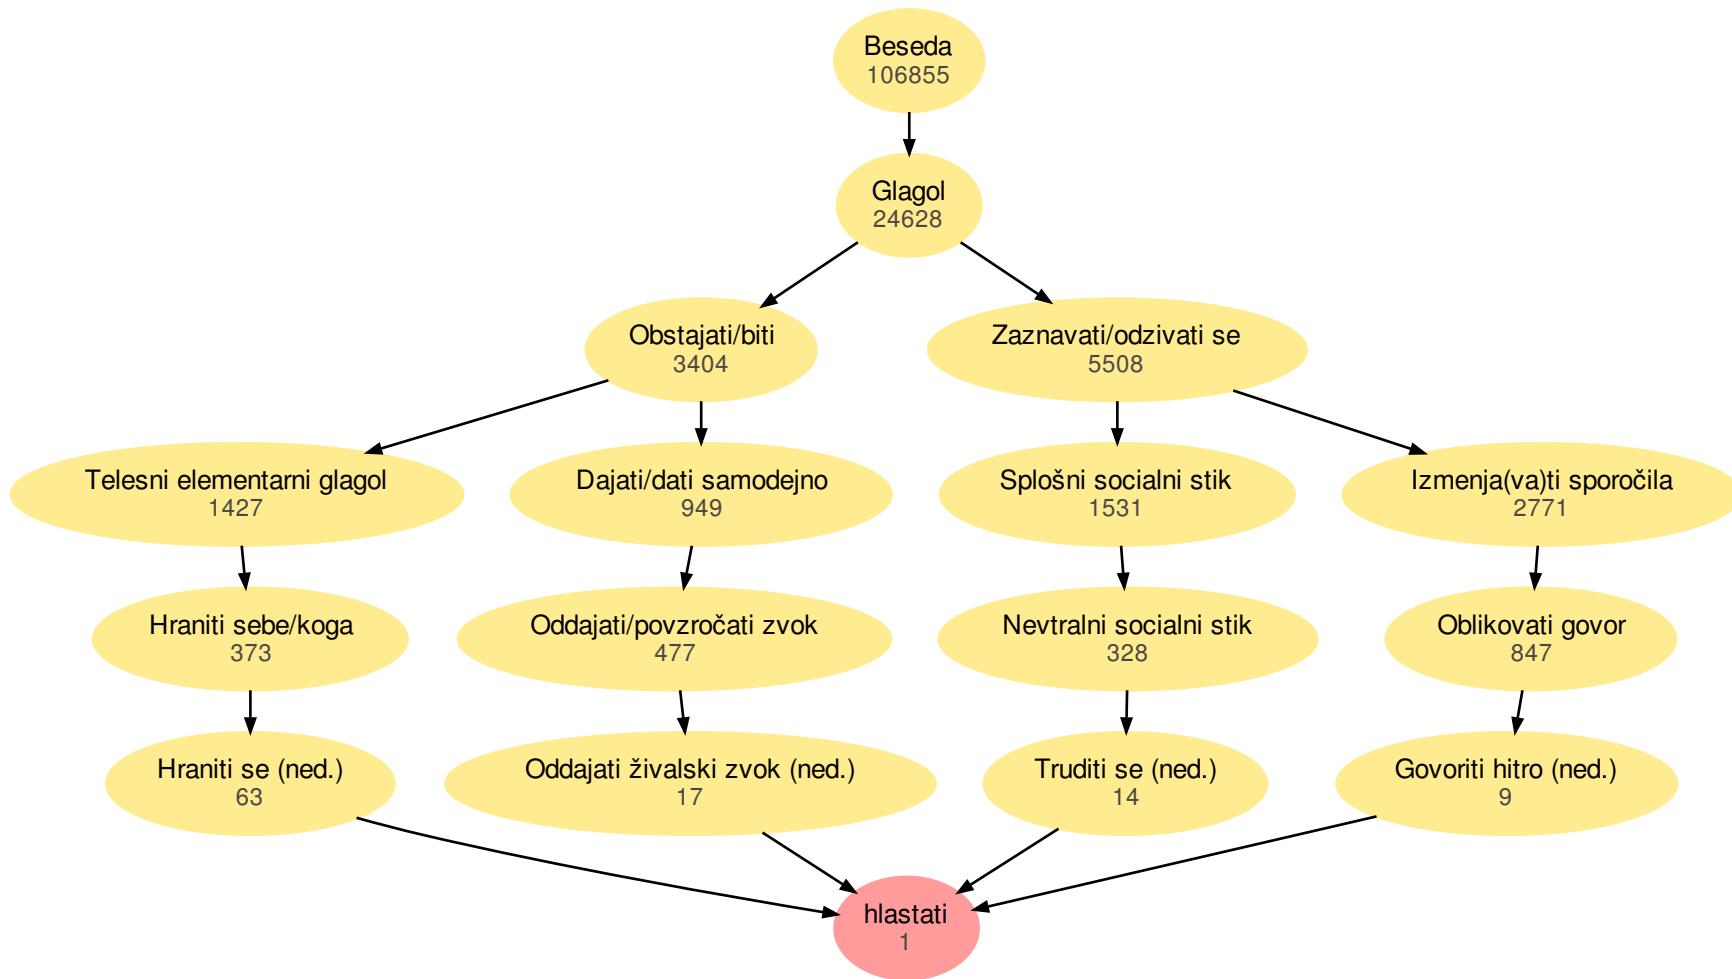 Beseda
106855
Glagol
24628
Obstajati/biti
3404
Zaznavati/odzivati se
5508
Telesni elementarni glagol
1427
Dajati/dati samodejno
949
Splošni socialni stik
1531
Izmenja(va)ti sporočila
2771
Hraniti sebe/koga
373
Oddajati/povzročati zvok
477
Nevtralni socialni stik
328
Oblikovati govor
847
Hraniti se (ned.)
63
Oddajati živalski zvok (ned.)
17
Truditi se (ned.)
14
Govoriti hitro (ned.)
9
hlastati
1